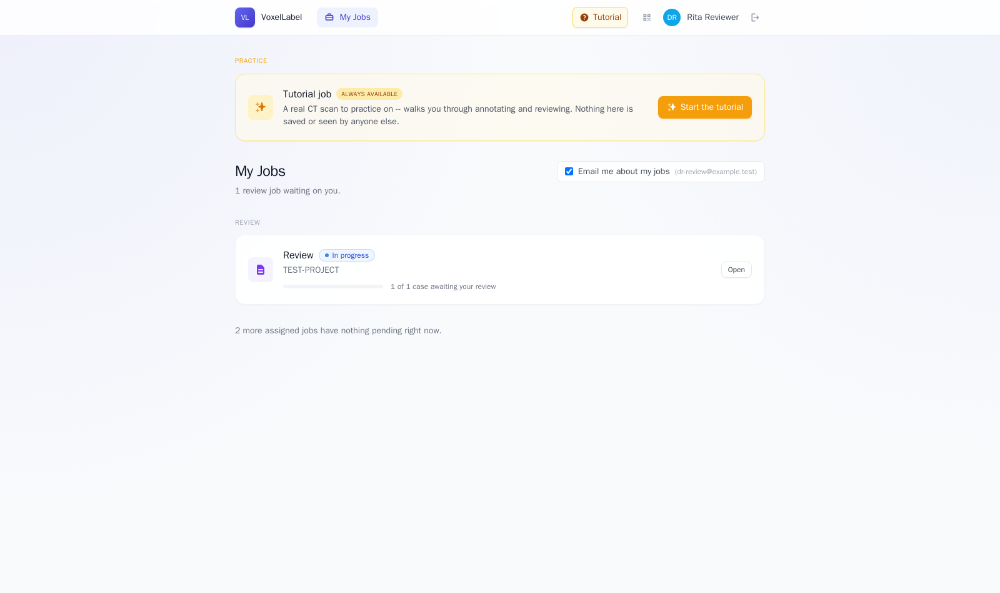 VL VoxelLabel My Jobs Tutorial DR Rita Reviewer
PRACTICE
Tutorial job ALWAYS AVAILABLE
A real CT scan to practice on -- walks you through annotating and reviewing. Nothing here is
saved or seen by anyone else.
Start the tutorial
My Jobs
Email me about my jobs (dr-review@example.test)
1 review job waiting on you.
REVIEW
Review In progress
TEST-PROJECT
1 of 1 case awaiting your review
Open
2 more assigned jobs have nothing pending right now.